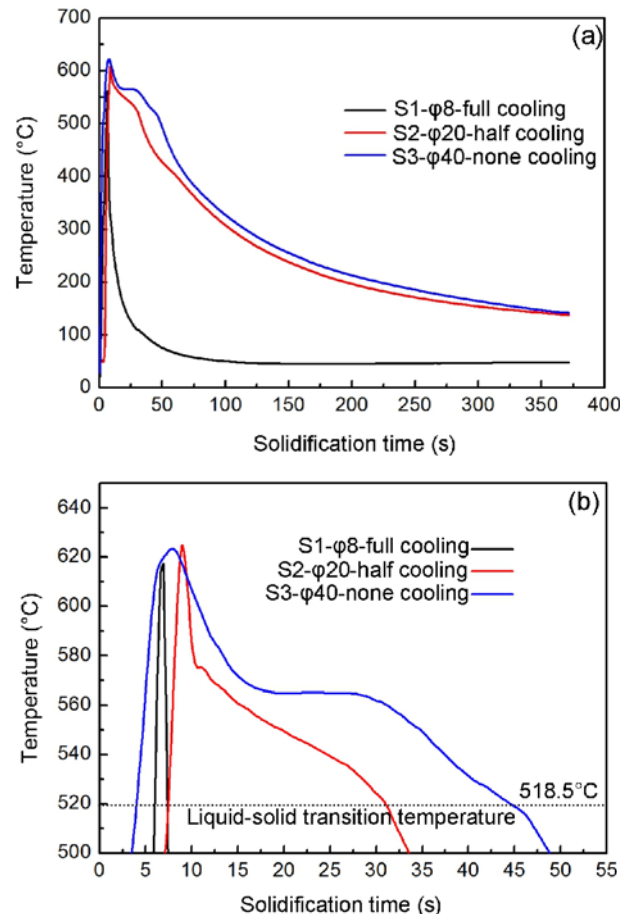 (a)
700
600
500
400
300
200
100
0
Temperature (°C)
S1-φ8-full cooling
S2-φ20-half cooling
S3-φ40-none cooling
0 50 100 150 200 250 300 350 400
Solidification time (s)
(b)
640
620
600
580
560
540
520
500
Temperature (°C)
S1-φ8-full cooling
S2-φ20-half cooling
S3-φ40-none cooling
518.5°C
Liquid-solid transition temperature
0 5 10 15 20 25 30 35 40 45 50 55
Solidification time (s)